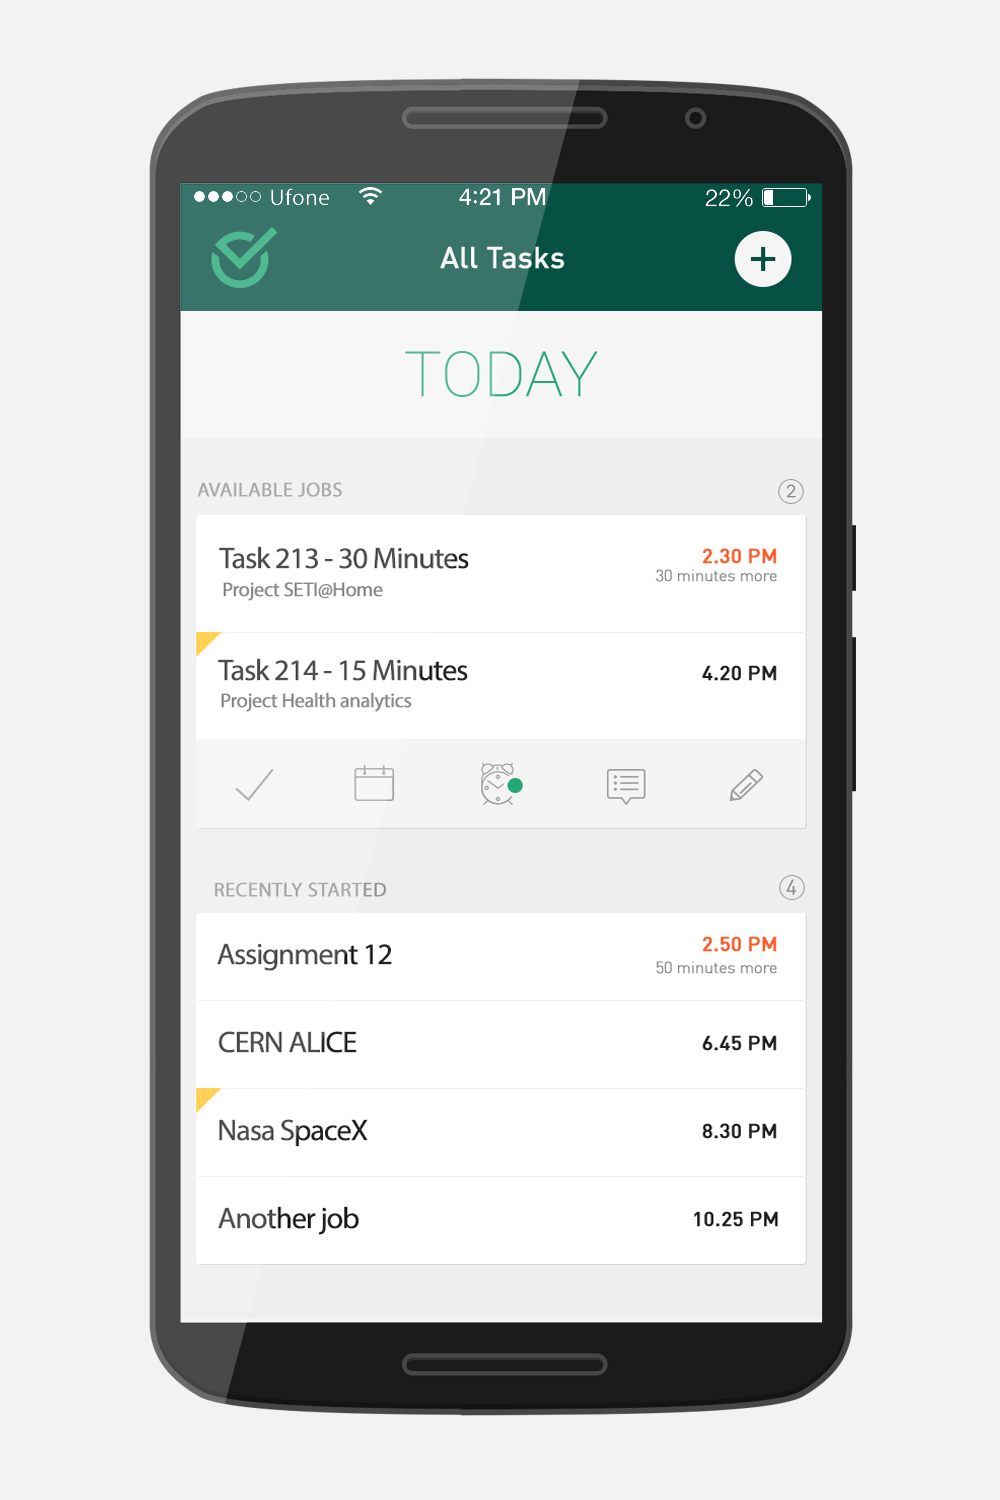 Ufone 4:21 PM 22%
All Tasks
TODAY
AVAILABLE JOBS 2
Task 213 - 30 Minutes 2.30 PM
Project SETI@Home 30 minutes more
Task 214 - 15 Minutes 4.20 PM
Project Health analytics
RECENTLY STARTED 4
Assignment 12 2.50 PM
50 minutes more
CERN ALICE 6.45 PM
Nasa SpaceX 8.30 PM
Another job 10.25 PM